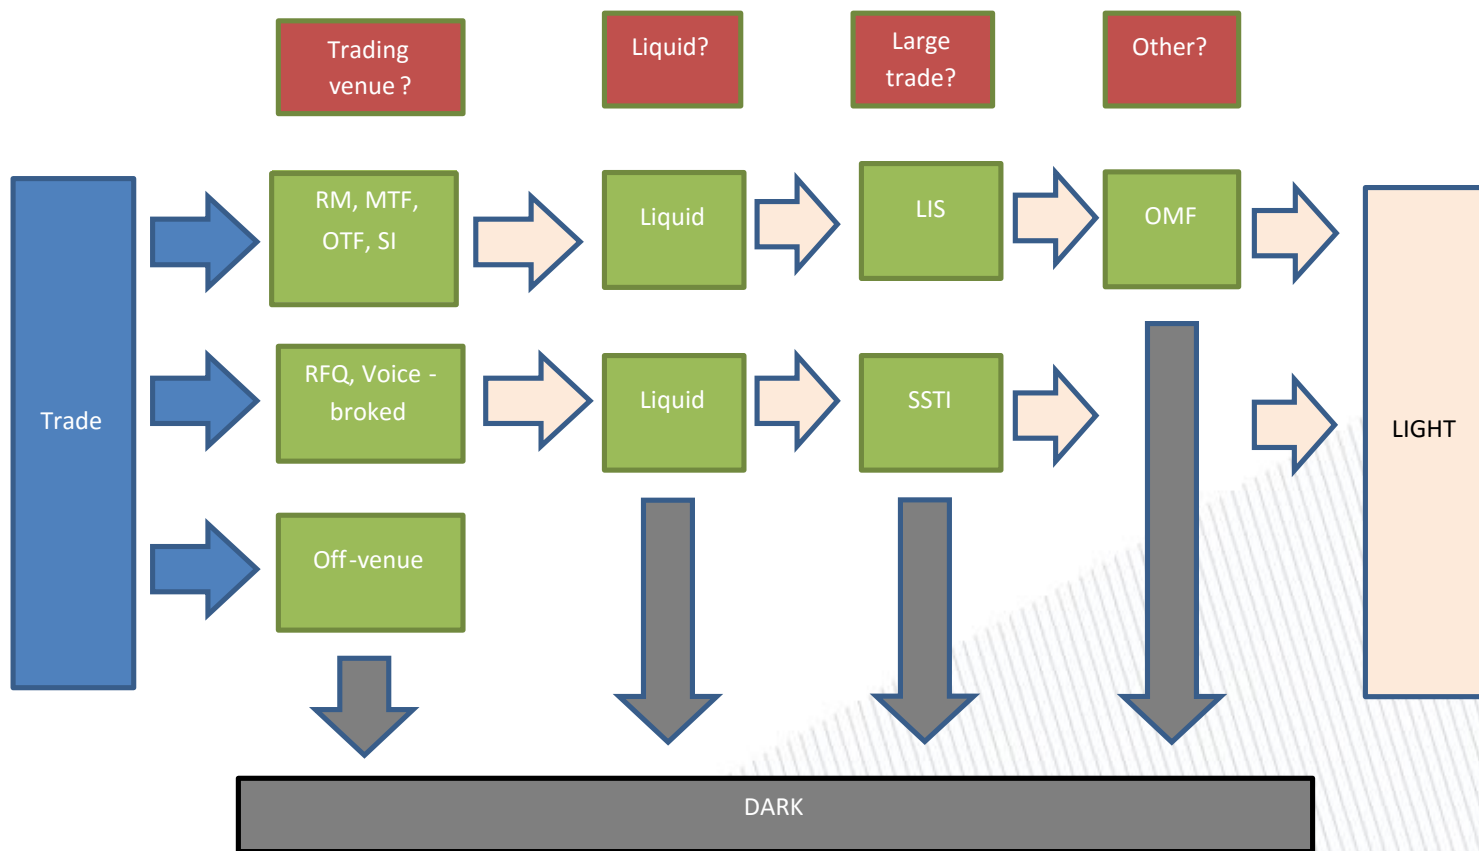 Trading
venue ?
Liquid?
Large
trade?
Other?
RM, MTF,
OTF, SI
Liquid
LIS
OMF
Trade
RFQ, Voice -
broked
Liquid
SSTI
LIGHT
Off-venue
DARK